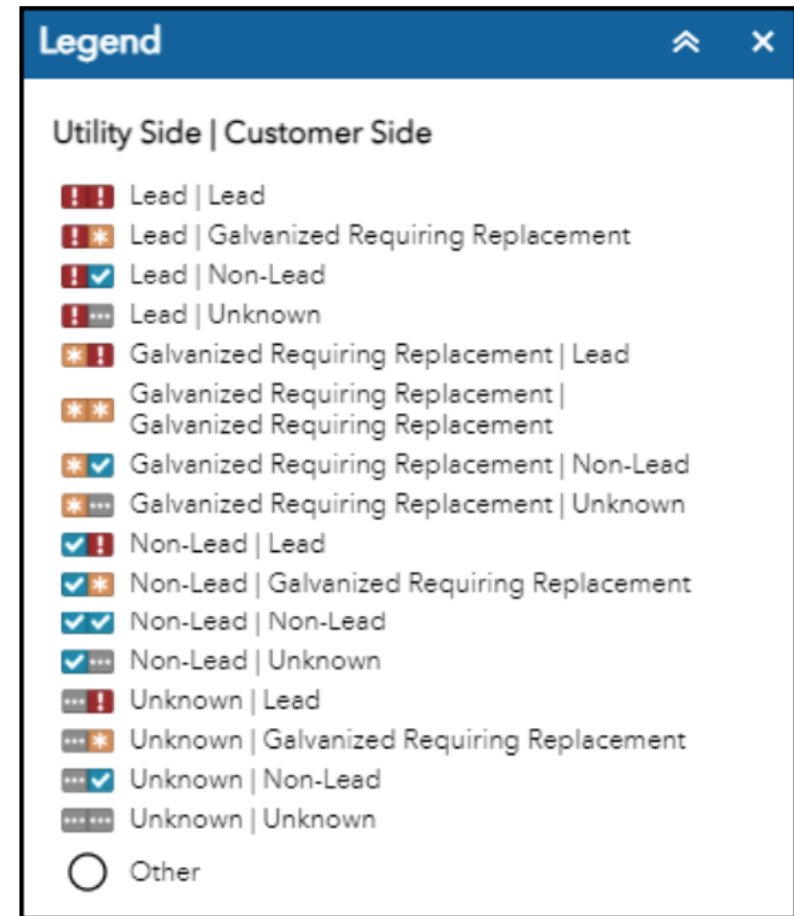 Legend
Utility Side | Customer Side
Lead | Lead
Lead | Galvanized Requiring Replacement
Lead | Non-Lead
Lead | Unknown
Galvanized Requiring Replacement | Lead
Galvanized Requiring Replacement |
Galvanized Requiring Replacement
Galvanized Requiring Replacement | Non-Lead
Galvanized Requiring Replacement | Unknown
Non-Lead | Lead
Non-Lead | Galvanized Requiring Replacement
Non-Lead | Non-Lead
Non-Lead | Unknown
Unknown | Lead
Unknown | Galvanized Requiring Replacement
Unknown | Non-Lead
Unknown | Unknown
Other